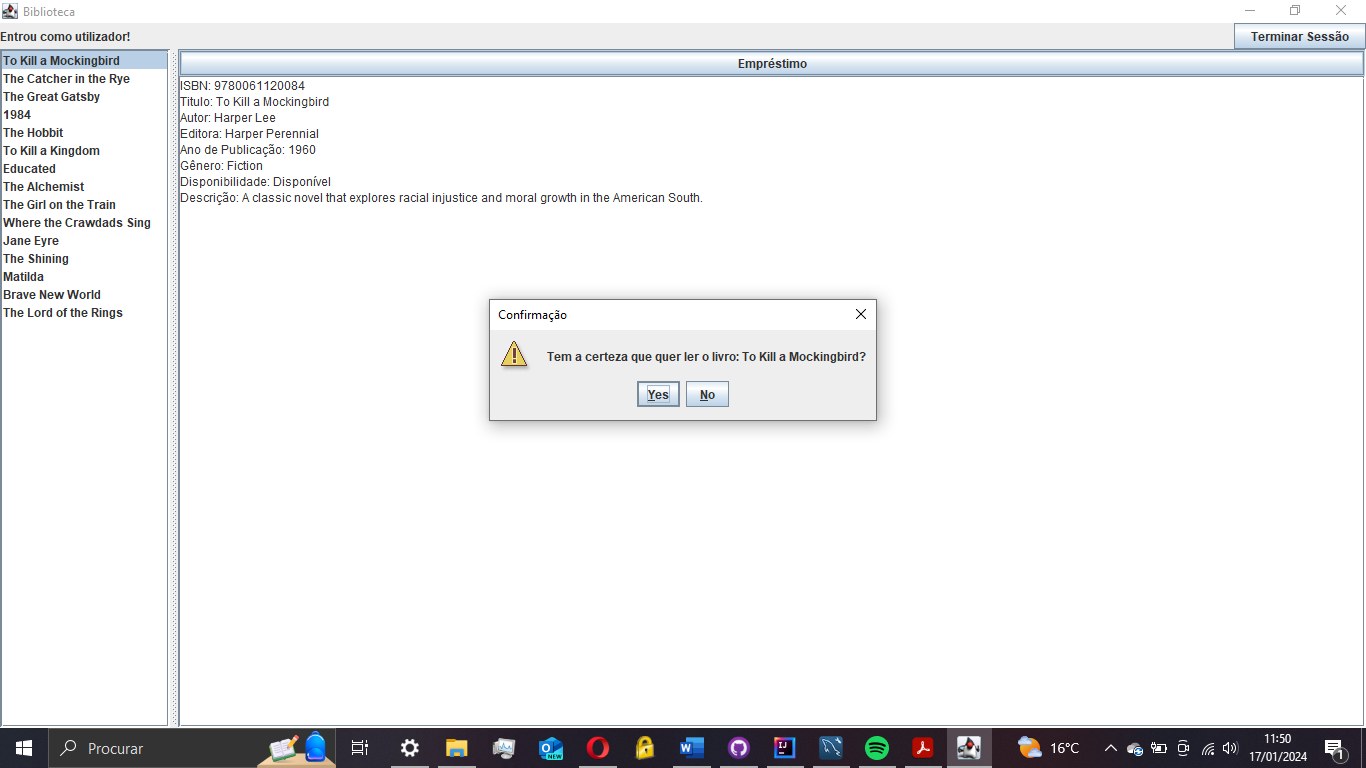 Biblioteca
Entrou como utilizador!
Terminar Sessão
To Kill a Mockingbird
The Catcher in the Rye
The Great Gatsby
1984
The Hobbit
To Kill a Kingdom
Educated
The Alchemist
The Girl on the Train
Where the Crawdads Sing
Jane Eyre
The Shining
Matilda
Brave New World
The Lord of the Rings
Empréstimo
ISBN: 9780061120084
Titulo: To Kill a Mockingbird
Autor: Harper Lee
Editora: Harper Perennial
Ano de Publicação: 1960
Gênero: Fiction
Disponibilidade: Disponível
Descrição: A classic novel that explores racial injustice and moral growth in the American South.
Confirmação
Tem a certeza que quer ler o livro: To Kill a Mockingbird?
Yes No
Procurar
NEW
W
IJ
16°C
11:50
17/01/2024
1